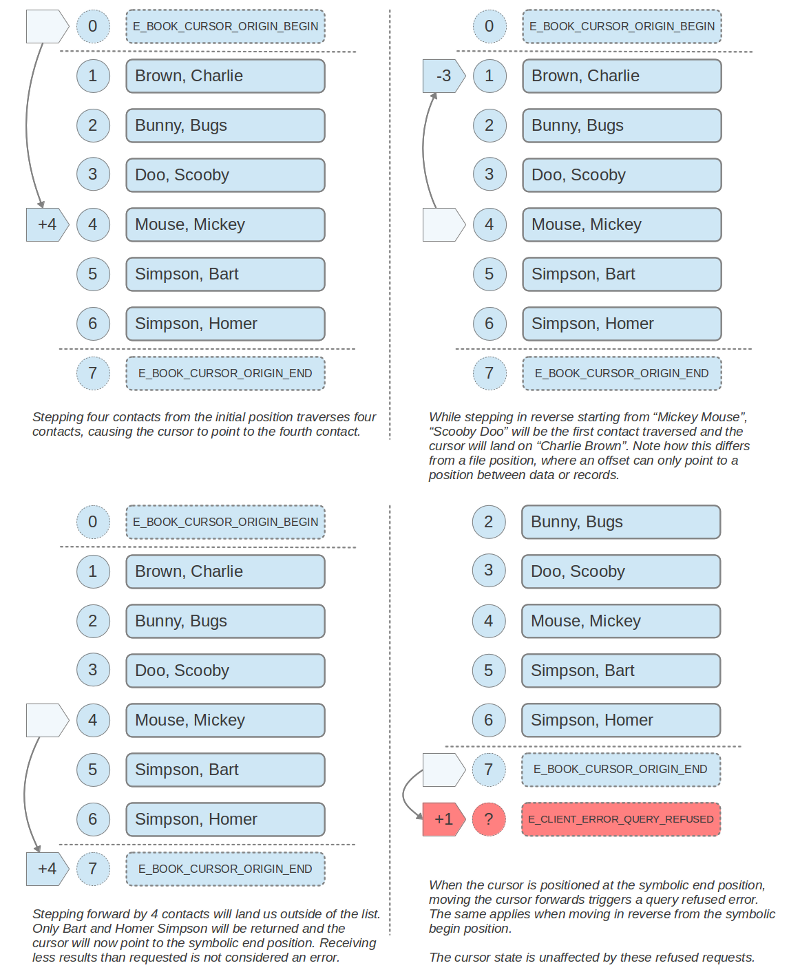 0 E_BOOK_CURSOR_ORIGIN_BEGIN
1 Brown, Charlie
2 Bunny, Bugs
3 Doo, Scooby
+4 4 Mouse, Mickey
5 Simpson, Bart
6 Simpson, Homer
7 E_BOOK_CURSOR_ORIGIN_END
Stepping four contacts from the initial position traverses four
contacts, causing the cursor to point to the fourth contact.
0 E_BOOK_CURSOR_ORIGIN_BEGIN
-3 1 Brown, Charlie
2 Bunny, Bugs
3 Doo, Scooby
4 Mouse, Mickey
5 Simpson, Bart
6 Simpson, Homer
7 E_BOOK_CURSOR_ORIGIN_END
While stepping in reverse starting from “Mickey Mouse”,
“Scooby Doo” will be the first contact traversed and the
cursor will land on “Charlie Brown”. Note how this differs
from a file position, where an offset can only point to a
position between data or records.
0 E_BOOK_CURSOR_ORIGIN_BEGIN
1 Brown, Charlie
2 Bunny, Bugs
3 Doo, Scooby
4 Mouse, Mickey
5 Simpson, Bart
6 Simpson, Homer
+4 7 E_BOOK_CURSOR_ORIGIN_END
Stepping forward by 4 contacts will land us outside of the list.
Only Bart and Homer Simpson will be returned and the
cursor will now point to the symbolic end position. Receiving
less results than requested is not considered an error.
2 Bunny, Bugs
3 Doo, Scooby
4 Mouse, Mickey
5 Simpson, Bart
6 Simpson, Homer
7 E_BOOK_CURSOR_ORIGIN_END
+1 ? E_CLIENT_ERROR_QUERY_REFUSED
When the cursor is positioned at the symbolic end position,
moving the cursor forwards triggers a query refused error.
The same applies when moving in reverse from the symbolic
begin position.
The cursor state is unaffected by these refused requests.